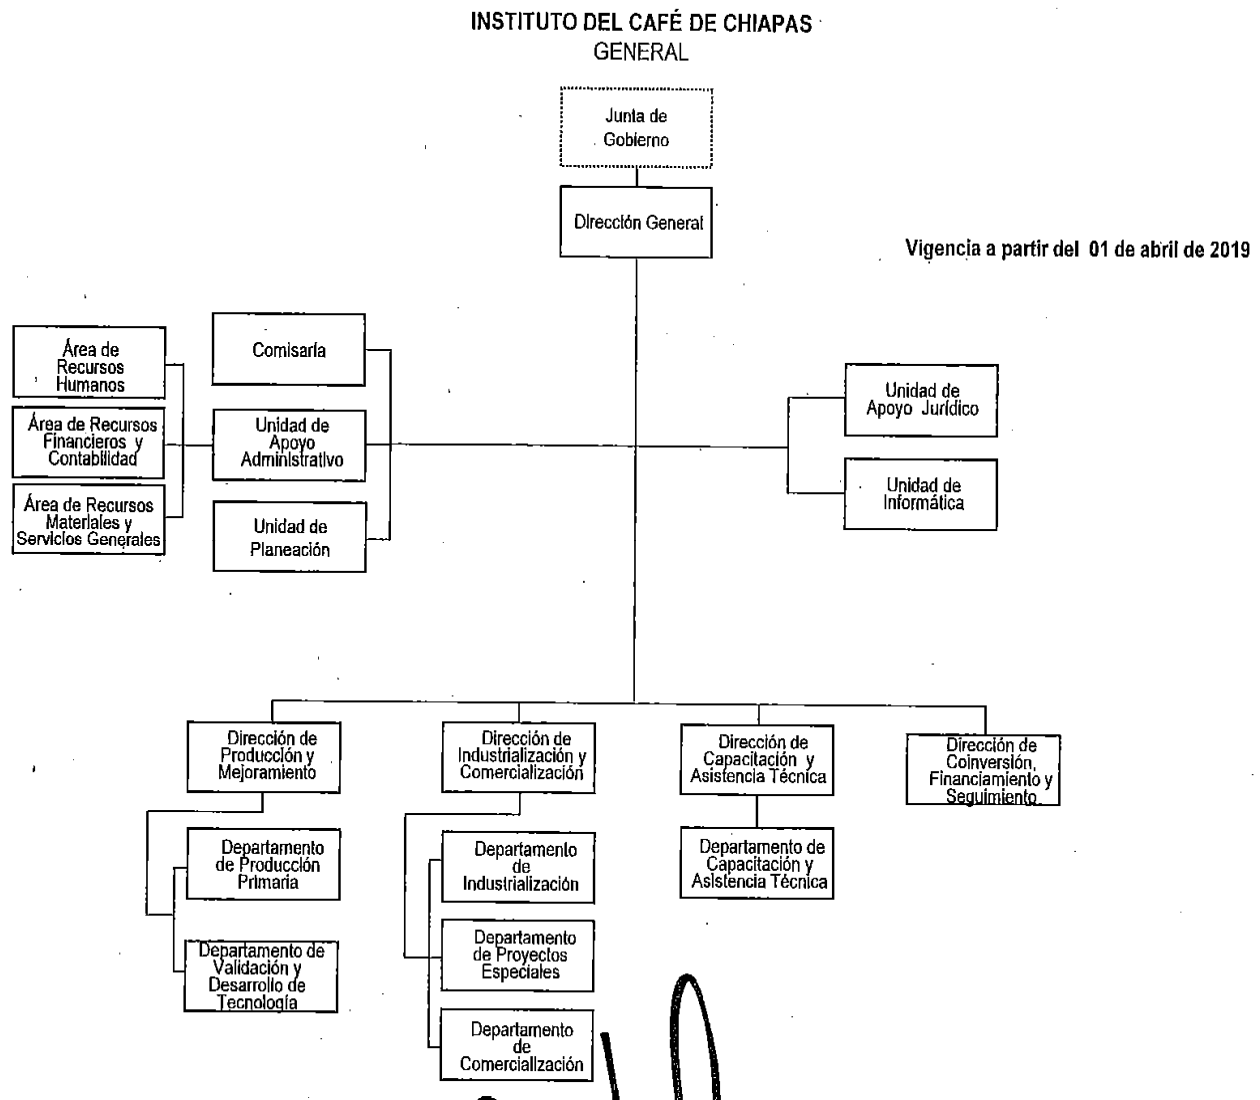 INSTITUTO DEL CAFÉ DE CHIAPAS
GENERAL
Junta de
Gobierno
Dirección General
Vigencia a partir del 01 de abril de 2019
Área de
Recursos
Humanos
Área de Recursos
Financieros y
Contabilidad
Área de Recursos
Materiales y
Servicios Generales
Comisaría
Unidad de
Apoyo
Administrativo
Unidad de
Planeación
Unidad de
Apoyo Jurídico
Unidad de
Informática
Dirección de
Producción y
Mejoramiento
Departamento
de Producción
Primaria
Departamento de
Validación y
Desarrollo de
Tecnología
Dirección de
Industrialización y
Comercialización
Departamento
de
Industrialización
Departamento
de Proyectos
Especiales
Departamento
de
Comercialización
Dirección de
Capacitación y
Asistencia Técnica
Departamento de
Capacitación y
Asistencia Técnica
Dirección de
Coinversión,
Financiamiento y
Seguimiento